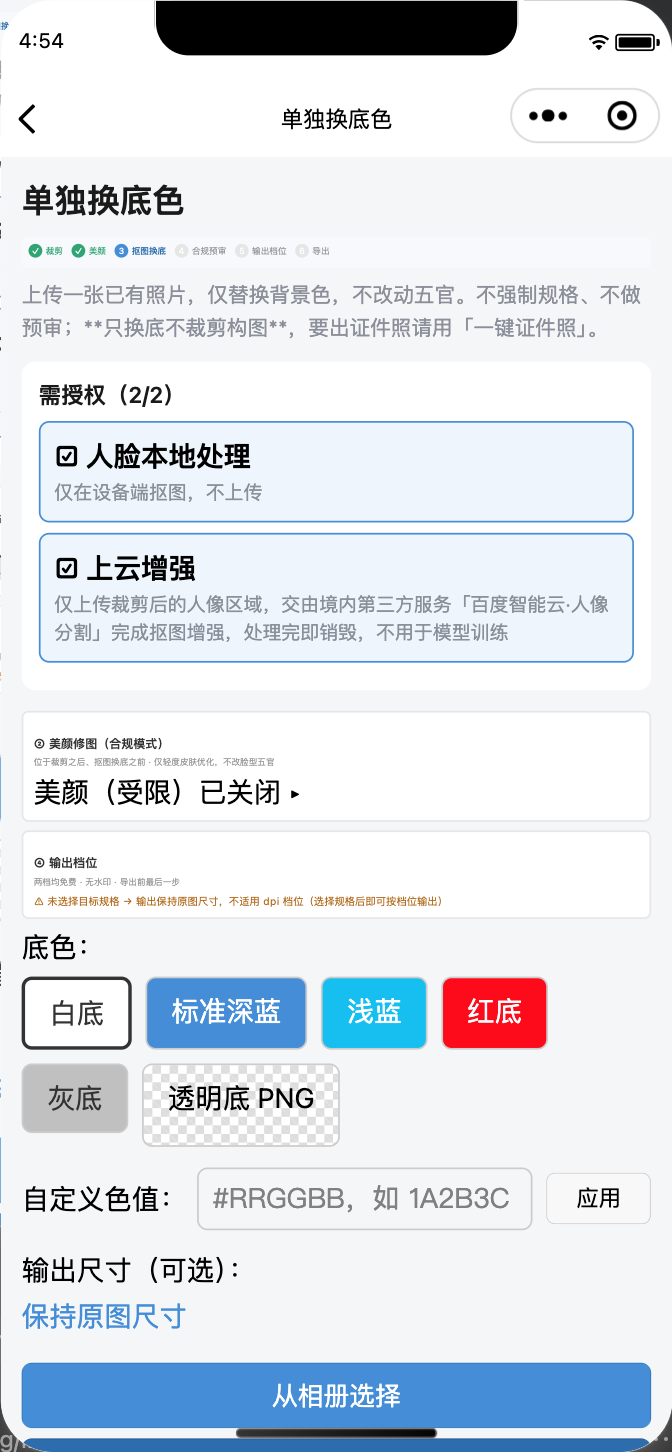 4:54
单独换底色
单独换底色
裁剪 美颜 3 抠图换底 4 合规预审 5 输出档位 6 导出
上传一张已有照片，仅替换背景色，不改动五官。不强制规格、不做
预审；**只换底不裁剪构图**，要出证件照请用「一键证件照」。
需授权（2/2）
人脸本地处理
仅在设备端抠图，不上传
上云增强
仅上传裁剪后的人像区域，交由境内第三方服务「百度智能云·人像
分割」完成抠图增强，处理完即销毁，不用于模型训练
② 美颜修图（合规模式）
位于裁剪之后、抠图换底之前 · 仅轻度皮肤优化，不改脸型五官
美颜（受限）已关闭 ▸
④ 输出档位
两档均免费 · 无水印 · 导出前最后一步
⚠ 未选择目标规格 → 输出保持原图尺寸，不适用 dpi 档位（选择规格后即可按档位输出）
底色：
白底 标准深蓝 浅蓝 红底
灰底 透明底 PNG
自定义色值： #RRGGBB，如 1A2B3C 应用
输出尺寸（可选）：
保持原图尺寸
从相册选择